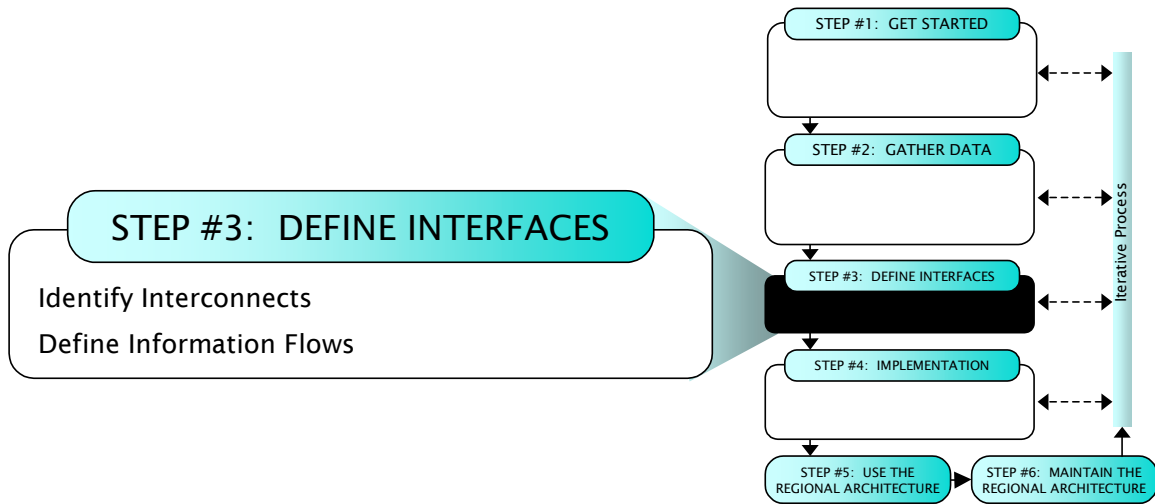 STEP #1:  GET STARTED
STEP #2:  GATHER DATA
STEP #3:  DEFINE INTERFACES
Identify Interconnects
Define Information Flows
STEP #3:  DEFINE INTERFACES
STEP #4:  IMPLEMENTATION
STEP #5:  USE THE
REGIONAL ARCHITECTURE
STEP #6:  MAINTAIN THE
REGIONAL ARCHITECTURE
Iterative Process